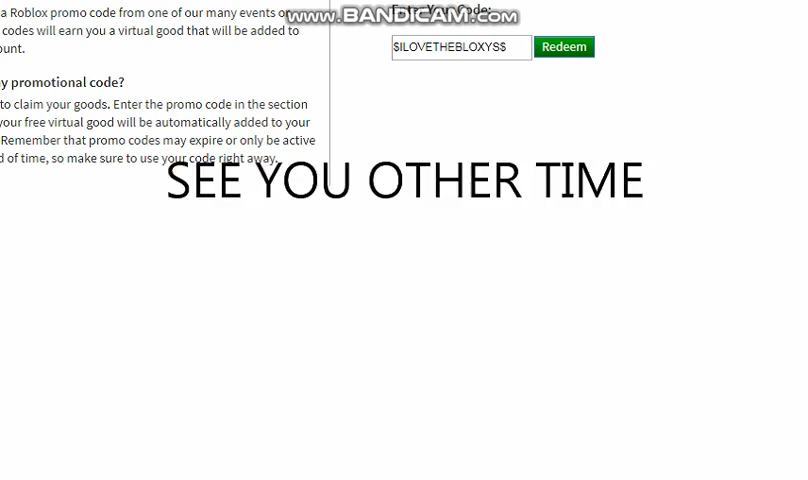 a Roblox promo code from one of our many events or
codes will earn you a virtual good that will be added to
ount.
y promotional code?
to claim your goods. Enter the promo code in the section
your free virtual good will be automatically added to your
Remember that promo codes may expire or only be active
d of time, so make sure to use your code right away.
www.BANDICAM.com
Enter Your Code:
$ILOVETHEBLOXYS$
Redeem
SEE YOU OTHER TIME